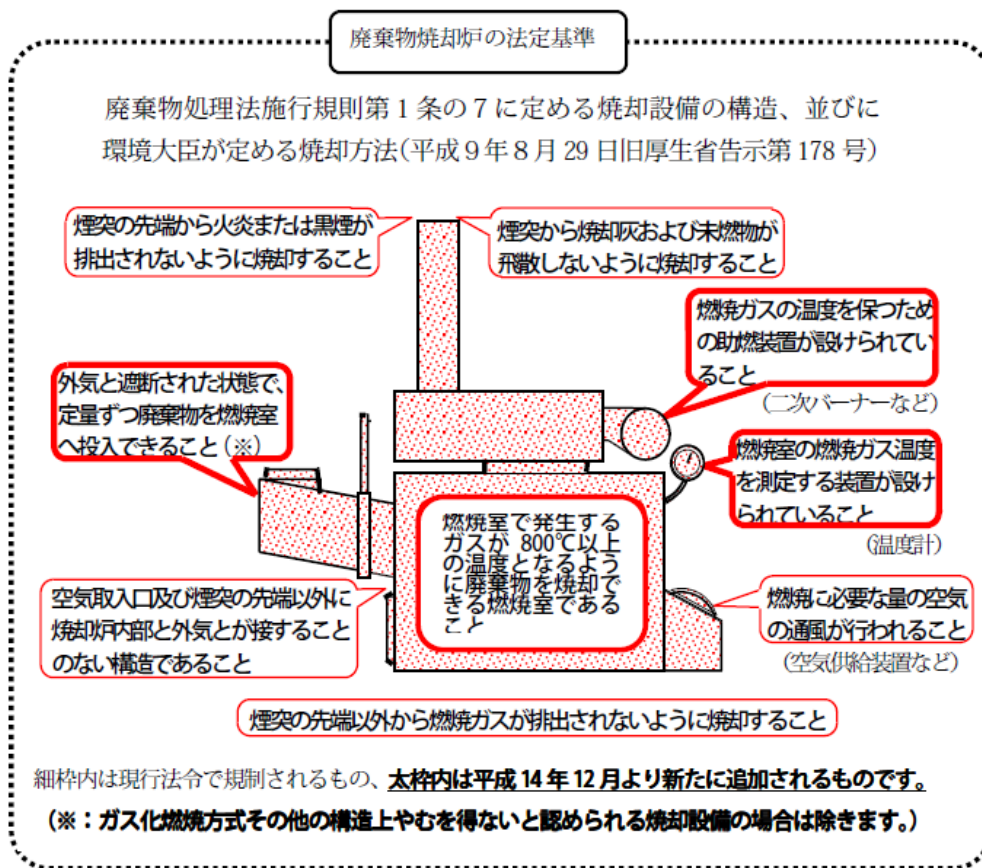 廃棄物焼却炉の法定基準
廃棄物処理法施行規則第1条の7に定める焼却設備の構造、並びに
環境大臣が定める焼却方法(平成9年8月29日旧厚生省告示第178号)
煙突の先端から火炎または黒煙が
排出されないように焼却すること
煙突から焼却灰および未燃物が
飛散しないように焼却すること
燃焼ガスの温度を保つため
の助燃装置が設けられてい
ること
(二次バーナーなど)
外気と遮断された状態で、
定量ずつ廃棄物を燃焼室
へ投入できること(※)
燃焼室の燃焼ガス温度
を測定する装置が設け
られていること
(温度計)
燃焼室で発生する
ガスが 800℃以上
の温度となるよう
に廃棄物を焼却で
きる燃焼室である
こと
空気取入口及び煙突の先端以外に
焼却炉内部と外気とが接すること
のない構造であること
燃焼に必要な量の空気
の通風が行われること
(空気供給装置など)
煙突の先端以外から燃焼ガスが排出されないように焼却すること
細枠内は現行法令で規制されるもの、太枠内は平成14年12月より新たに追加されるものです。
(※:ガス化燃焼方式その他の構造上やむを得ないと認められる焼却設備の場合は除きます。)